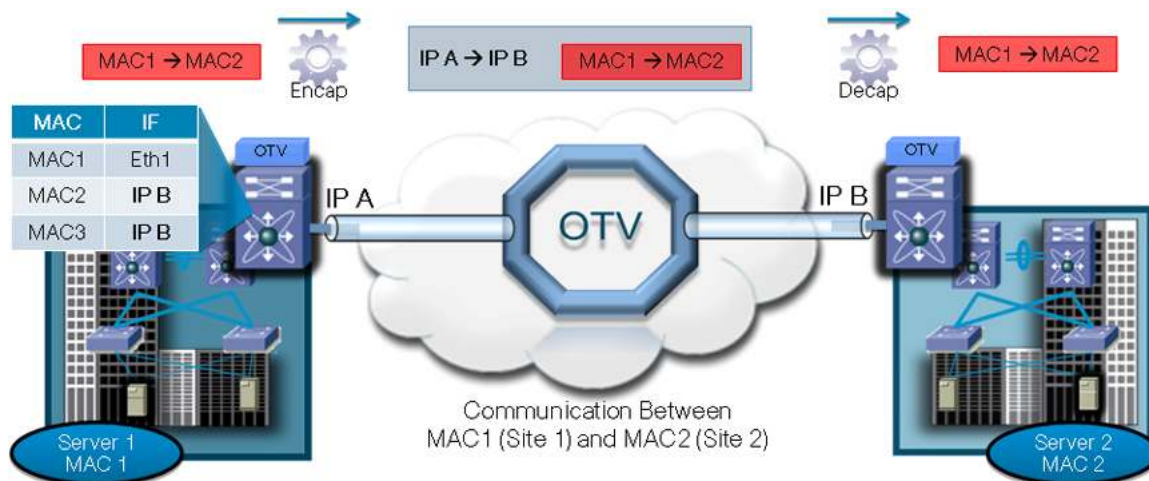 MAC1 → MAC2
Encap
IP A → IP B
MAC1 → MAC2
Decap
MAC1 → MAC2
MAC IF
MAC1 Eth1
MAC2 IP B
MAC3 IP B
OTV
IP A
OTV
IP B
OTV
Communication Between
MAC1 (Site 1) and MAC2 (Site 2)
Server 1
MAC 1
Server 2
MAC 2